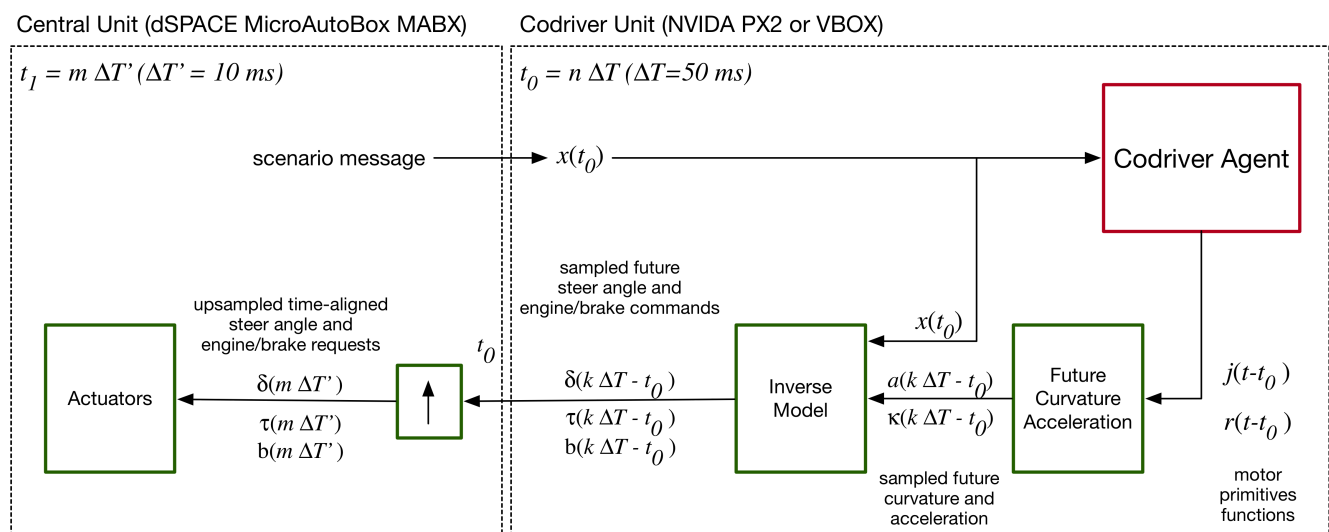 Central Unit (dSPACE MicroAutoBox MABX)
Codriver Unit (NVIDA PX2 or VBOX)
t₁ = m ΔT' (ΔT' = 10 ms)
t₀ = n ΔT (ΔT=50 ms)
scenario message
x(t₀)
Codriver Agent
sampled future
steer angle and
engine/brake commands
upsampled time-aligned
steer angle and
engine/brake requests
t₀
x(t₀)
Actuators
δ(m ΔT')
τ(m ΔT')
b(m ΔT')
δ(k ΔT - t₀)
τ(k ΔT - t₀)
b(k ΔT - t₀)
Inverse
Model
a(k ΔT - t₀)
κ(k ΔT - t₀)
Future
Curvature
Acceleration
j(t-t₀)
r(t-t₀)
sampled future
curvature and
acceleration
motor
primitives
functions